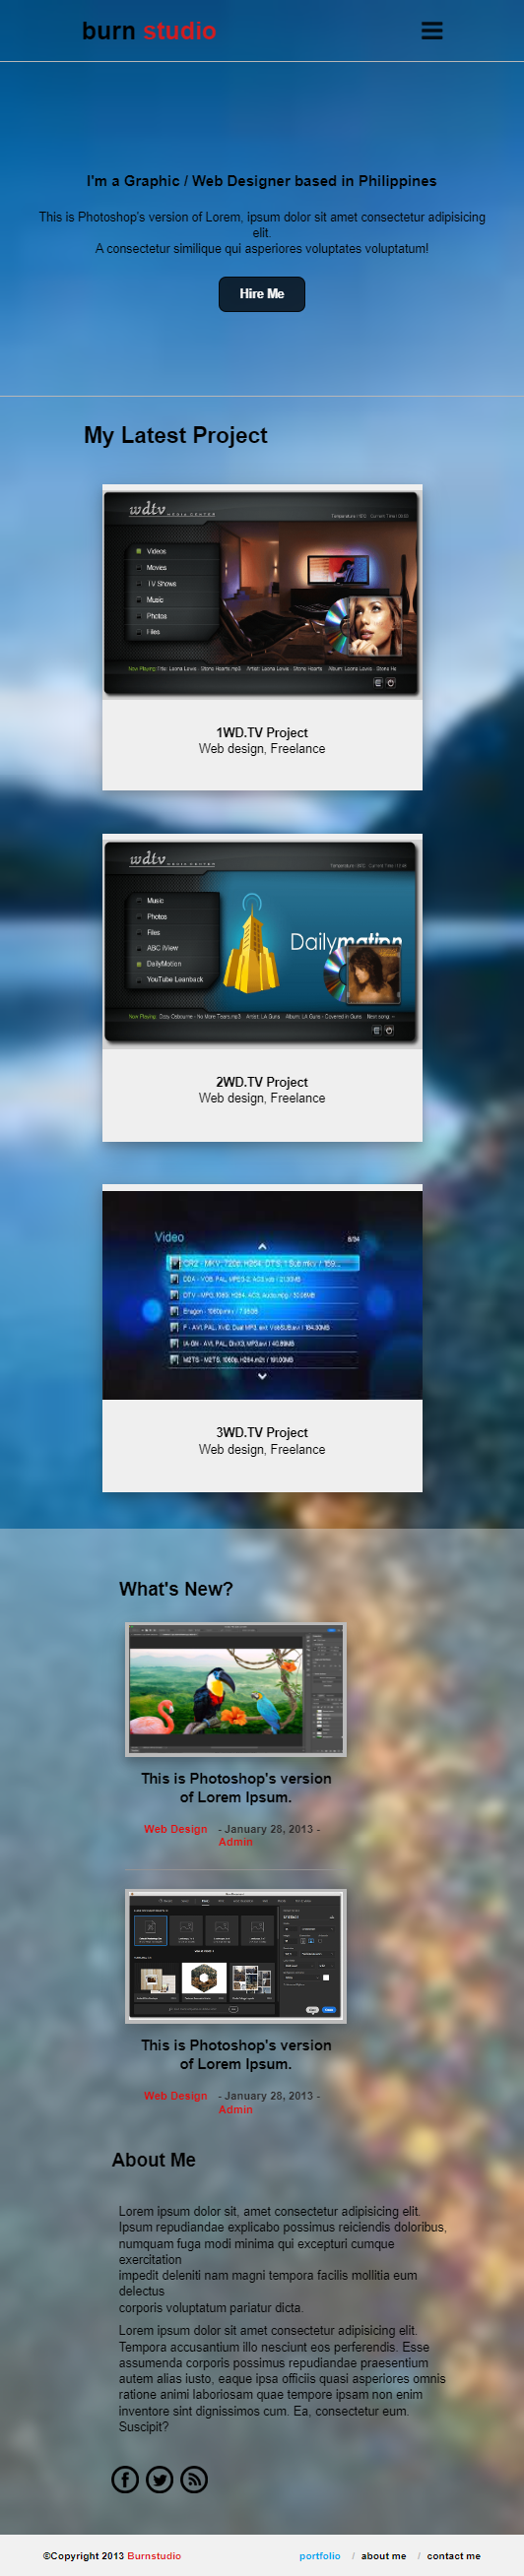 burn studio
I'm a Graphic / Web Designer based in Philippines
This is Photoshop's version of Lorem, ipsum dolor sit amet consectetur adipisicing
elit.
A consectetur similique qui asperiores voluptates voluptatum!
Hire Me
My Latest Project
wdtv MEDIA CENTER
Videos
Movies
TV Shows
Music
Photos
Files
1WD.TV Project
Web design, Freelance
wdtv MEDIA CENTER
Music
Photos
Files
ABC iView
DailyMotion
YouTube Leanback
Dailymotion
2WD.TV Project
Web design, Freelance
Video
3WD.TV Project
Web design, Freelance
What's New?
This is Photoshop's version
of Lorem Ipsum.
Web Design - January 28, 2013 -
Admin
This is Photoshop's version
of Lorem Ipsum.
Web Design - January 28, 2013 -
Admin
About Me
Lorem ipsum dolor sit, amet consectetur adipisicing elit.
Ipsum repudiandae explicabo possimus reiciendis doloribus,
numquam fuga modi minima qui excepturi cumque
exercitation
impedit deleniti nam magni tempora facilis mollitia eum
delectus
corporis voluptatum pariatur dicta.
Lorem ipsum dolor sit amet consectetur adipisicing elit.
Tempora accusantium illo nesciunt eos perferendis. Esse
assumenda corporis possimus repudiandae praesentium
autem alias iusto, eaque ipsa officiis quasi asperiores omnis
ratione animi laboriosam quae tempore ipsam non enim
inventore sint dignissimos cum. Ea, consectetur eum.
Suscipit?
©Copyright 2013 Burnstudio
portfolio / about me / contact me